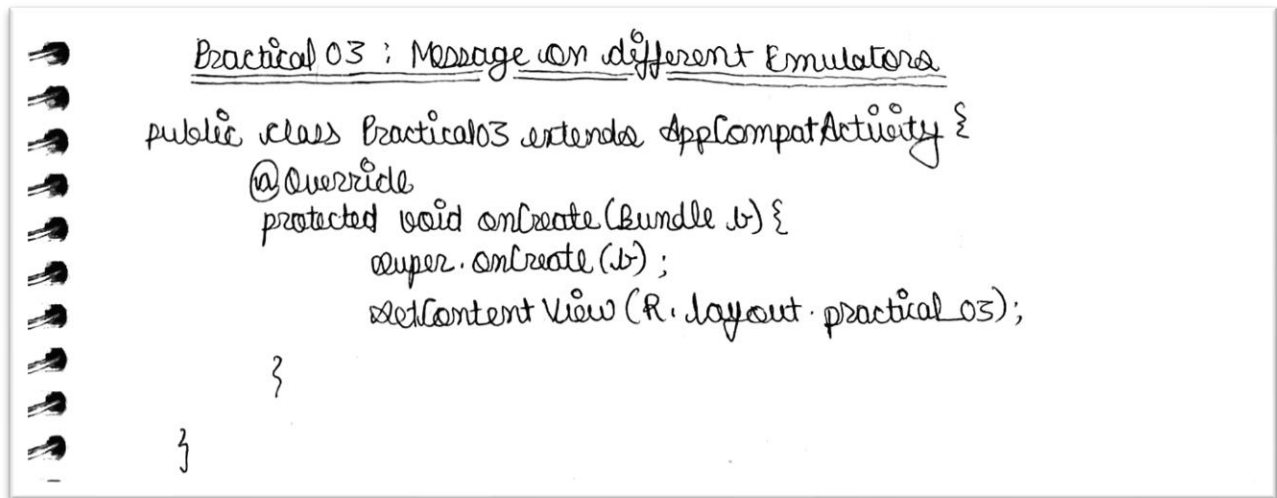 Practical 03 : Message on different Emulators
public class Practical03 extends AppCompatActivity {
@Override
protected void onCreate(Bundle b) {
super.onCreate(b);
setContentView(R.layout.practical_03);
}
}